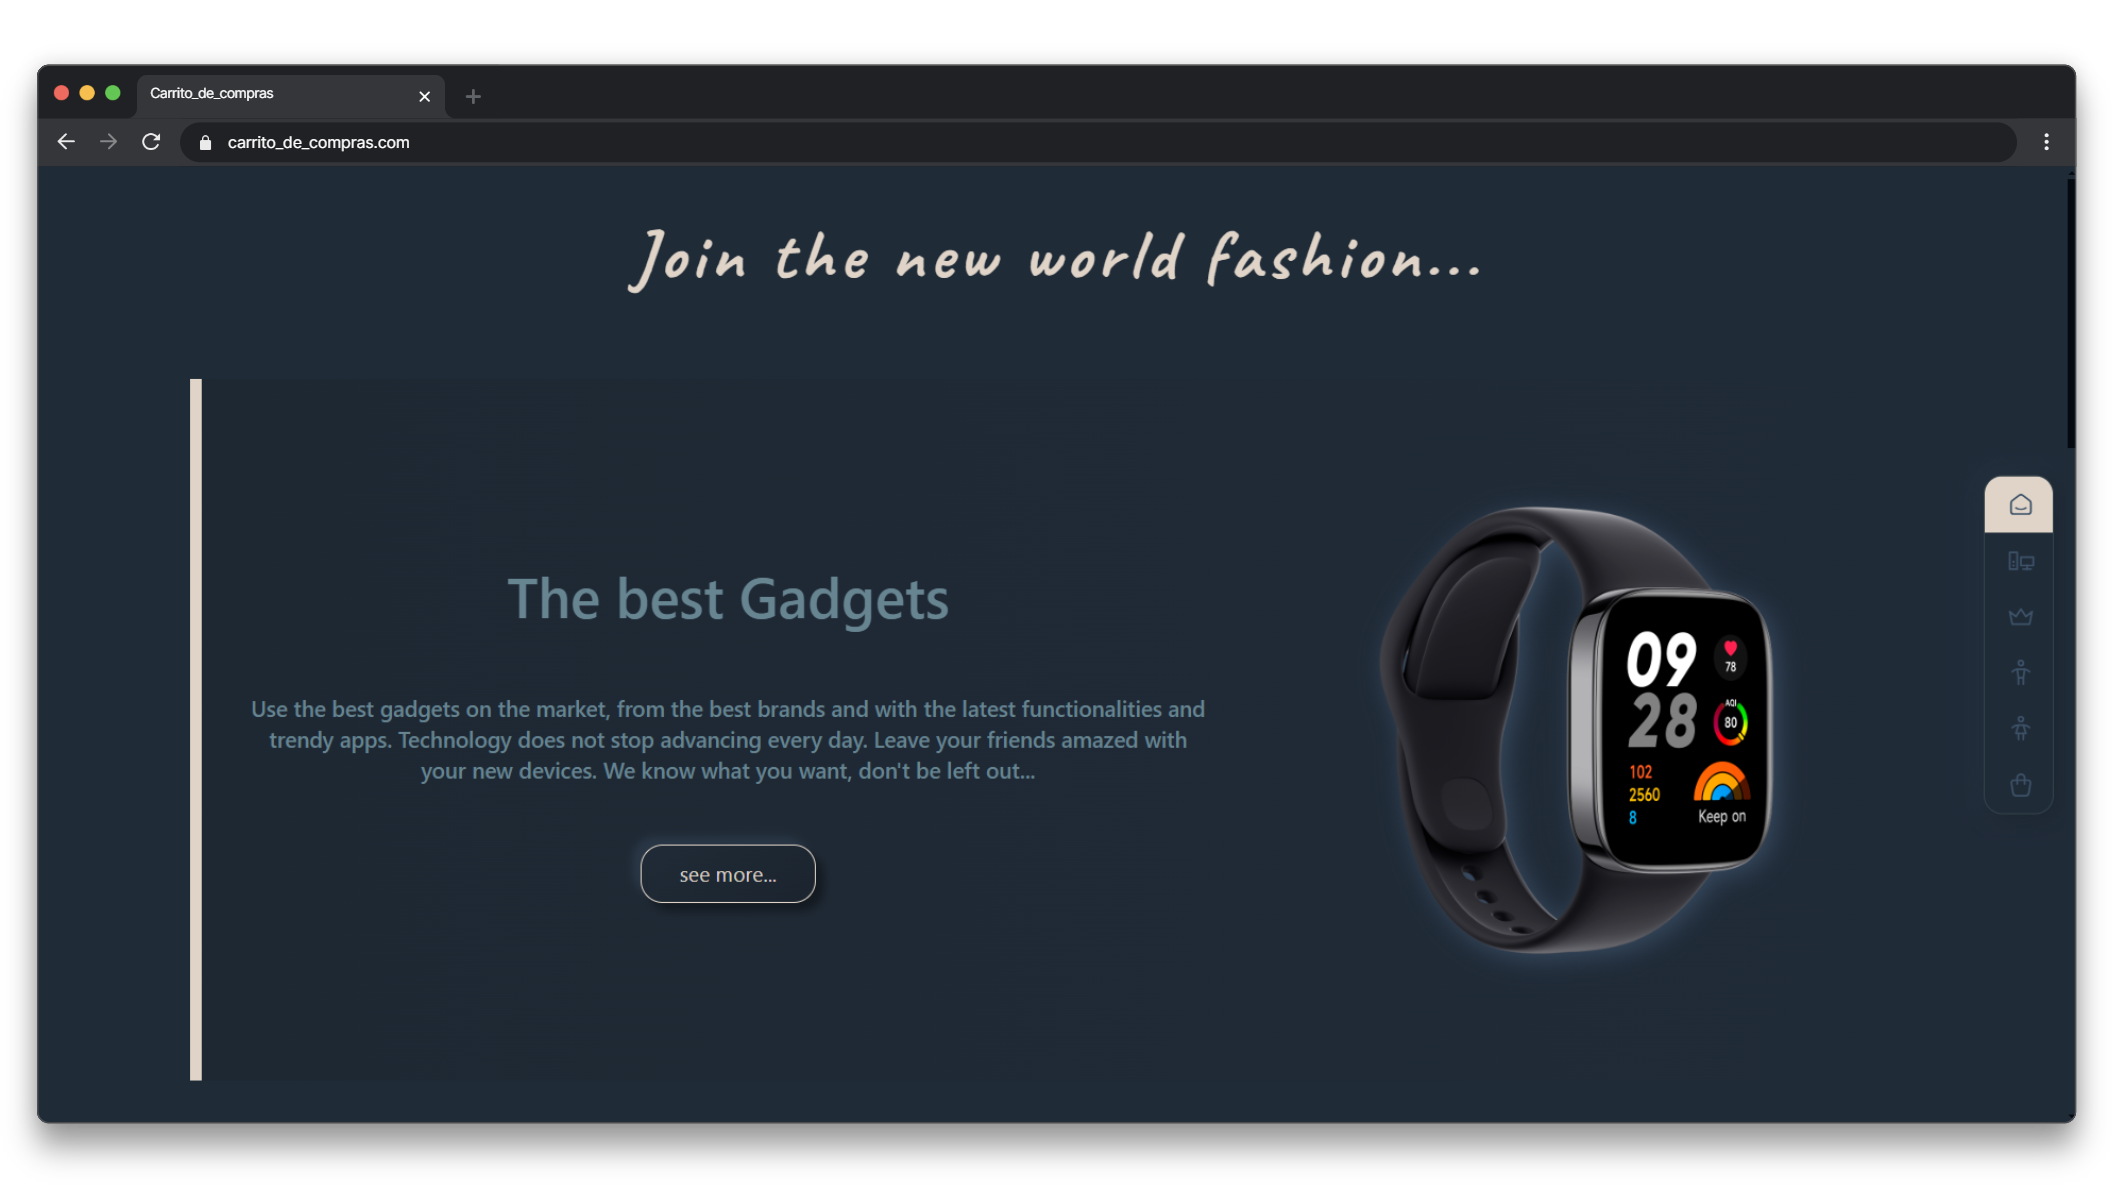 Carrito_de_compras
carrito_de_compras.com
Join the new world fashion...
The best Gadgets
Use the best gadgets on the market, from the best brands and with the latest functionalities and
trendy apps. Technology does not stop advancing every day. Leave your friends amazed with
your new devices. We know what you want, don't be left out...
see more...
09
78
28
AQI
80
102
2560
8
Keep on